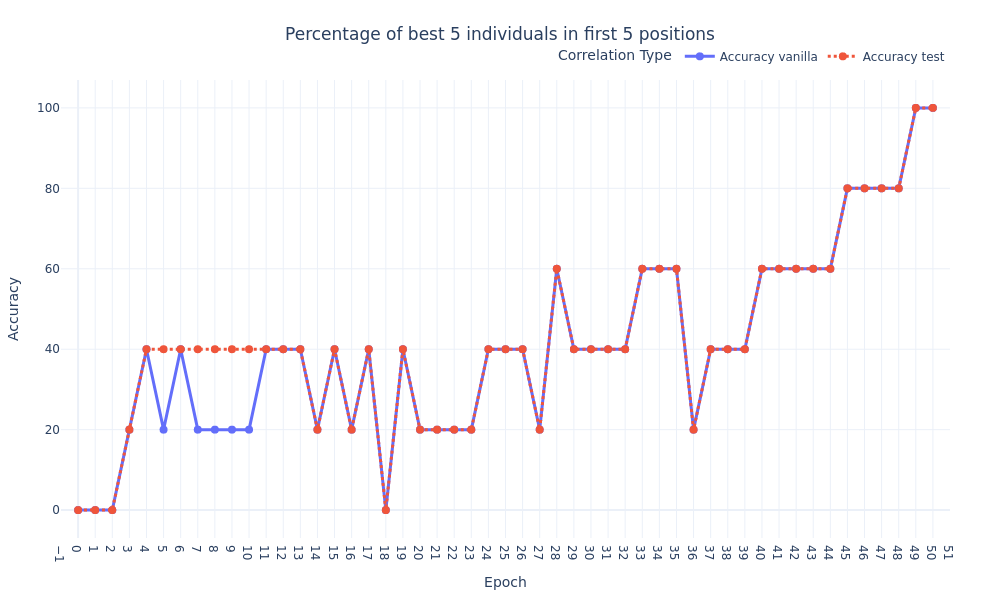 Percentage of best 5 individuals in first 5 positions
Correlation Type Accuracy vanilla Accuracy test
100
80
60
40
20
0
Accuracy
−1 0 1 2 3 4 5 6 7 8 9 10 11 12 13 14 15 16 17 18 19 20 21 22 23 24 25 26 27 28 29 30 31 32 33 34 35 36 37 38 39 40 41 42 43 44 45 46 47 48 49 50 51
Epoch